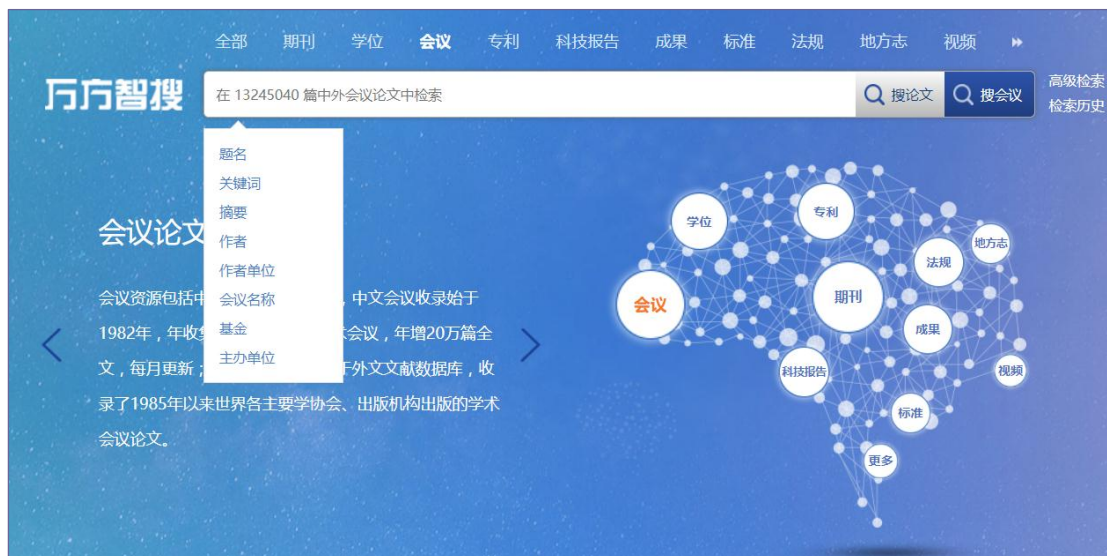 全部 期刊 学位 会议 专利 科技报告 成果 标准 法规 地方志 视频
万方智搜
在 13245040 篇中外会议论文中检索
搜论文
搜会议
高级检索
检索历史
题名
关键词
摘要
作者
作者单位
会议名称
基金
主办单位
会议论文
会议资源包括中 ，中文会议收录始于
1982年，年收 会议，年增20万篇全
文，每月更新； 外文文献数据库，收
录了1985年以来世界各主要学协会、出版机构出版的学术
会议论文。
学位
专利
地方志
法规
会议
期刊
成果
科技报告
视频
标准
更多